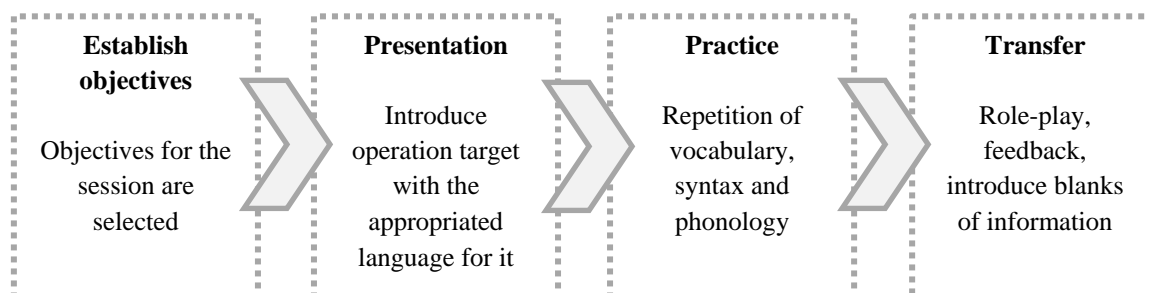 Establish
objectives
Objectives for the
session are
selected
Presentation
Introduce
operation target
with the
appropriated
language for it
Practice
Repetition of
vocabulary,
syntax and
phonology
Transfer
Role-play,
feedback,
introduce blanks
of information